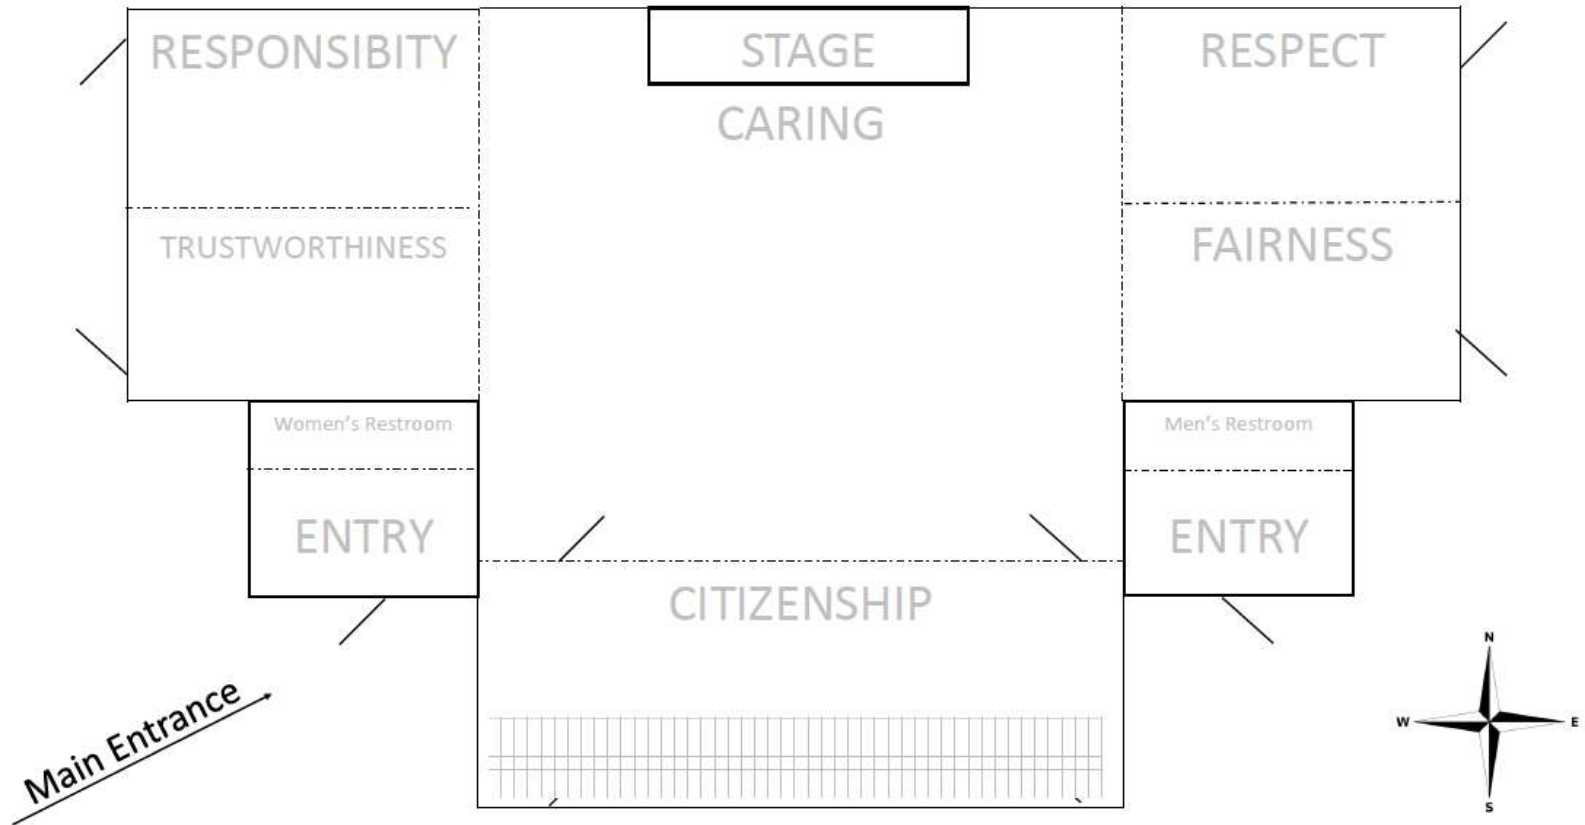 RESPONSIBITY
STAGE
RESPECT
CARING
TRUSTWORTHINESS
FAIRNESS
Women's Restroom
Men's Restroom
ENTRY
ENTRY
CITIZENSHIP
Main Entrance
N
W
E
S